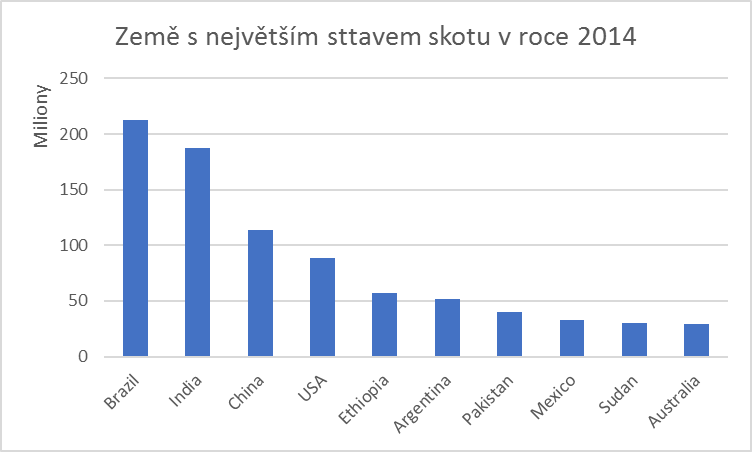 Země s největším sttavem skotu v roce 2014
Miliony
250
200
150
100
50
0
Brazil
India
China
USA
Ethiopia
Argentina
Pakistan
Mexico
Sudan
Australia